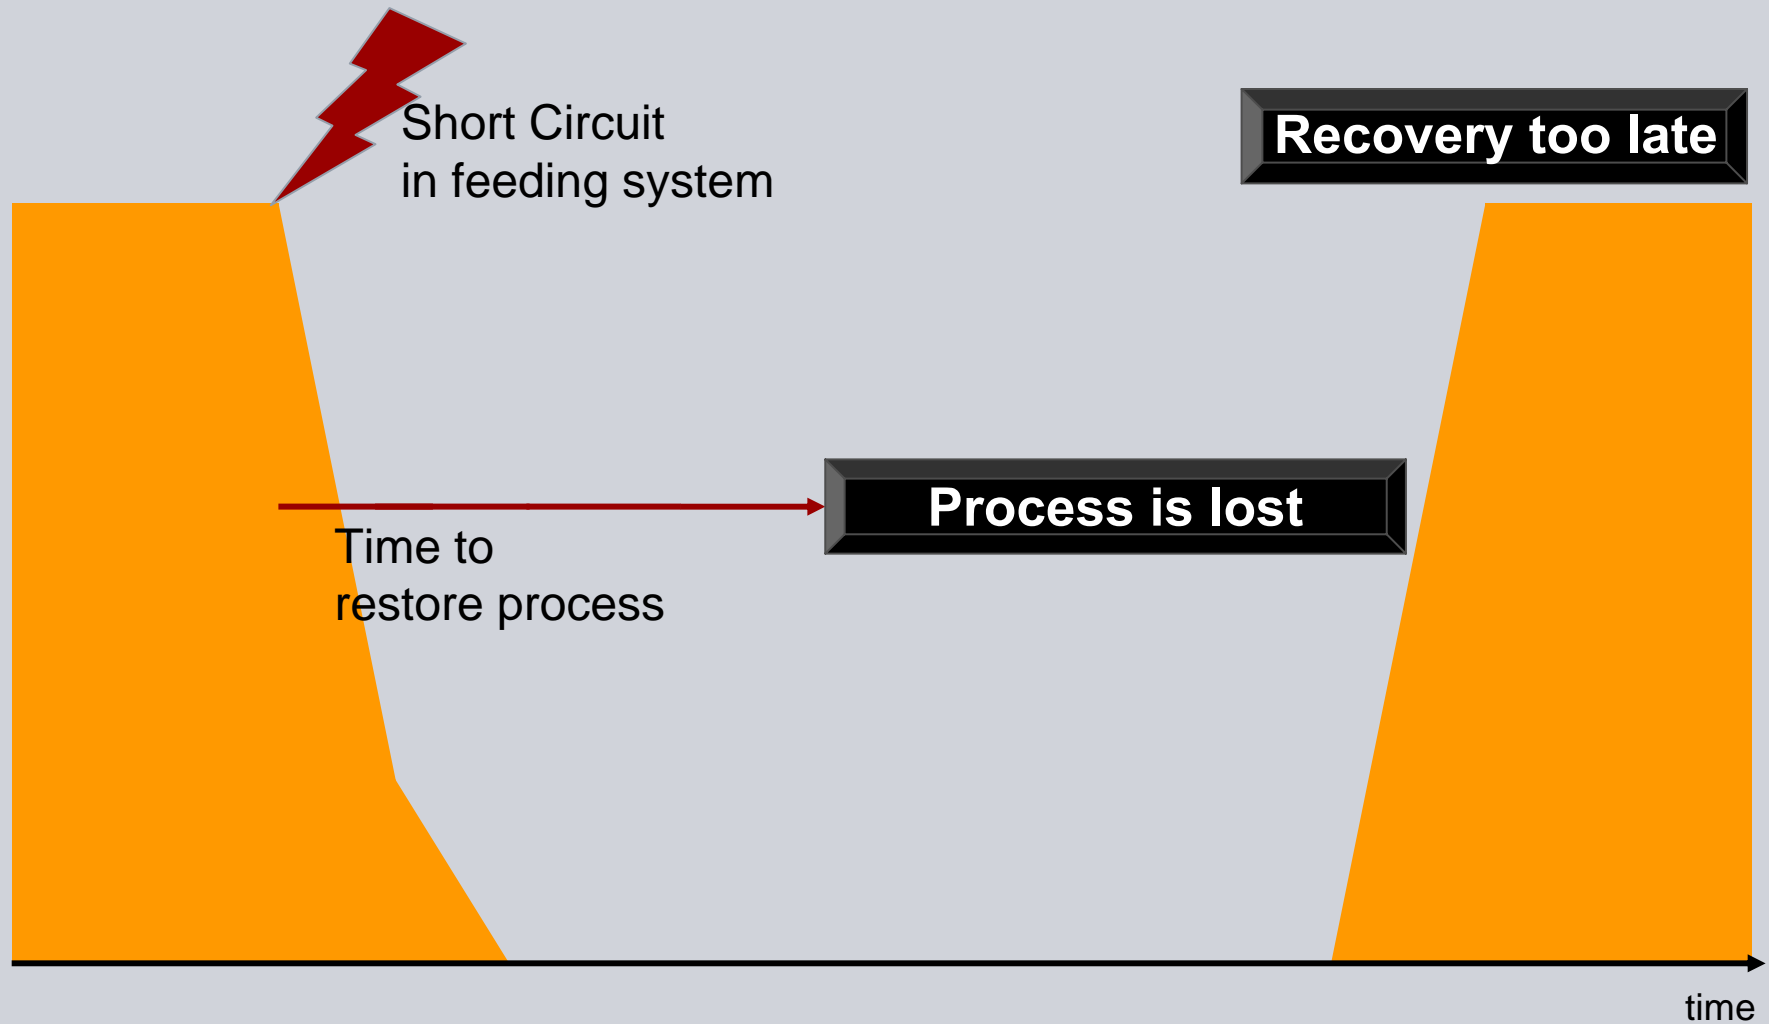 Short Circuit
in feeding system
Recovery too late
Process is lost
Time to
restore process
time